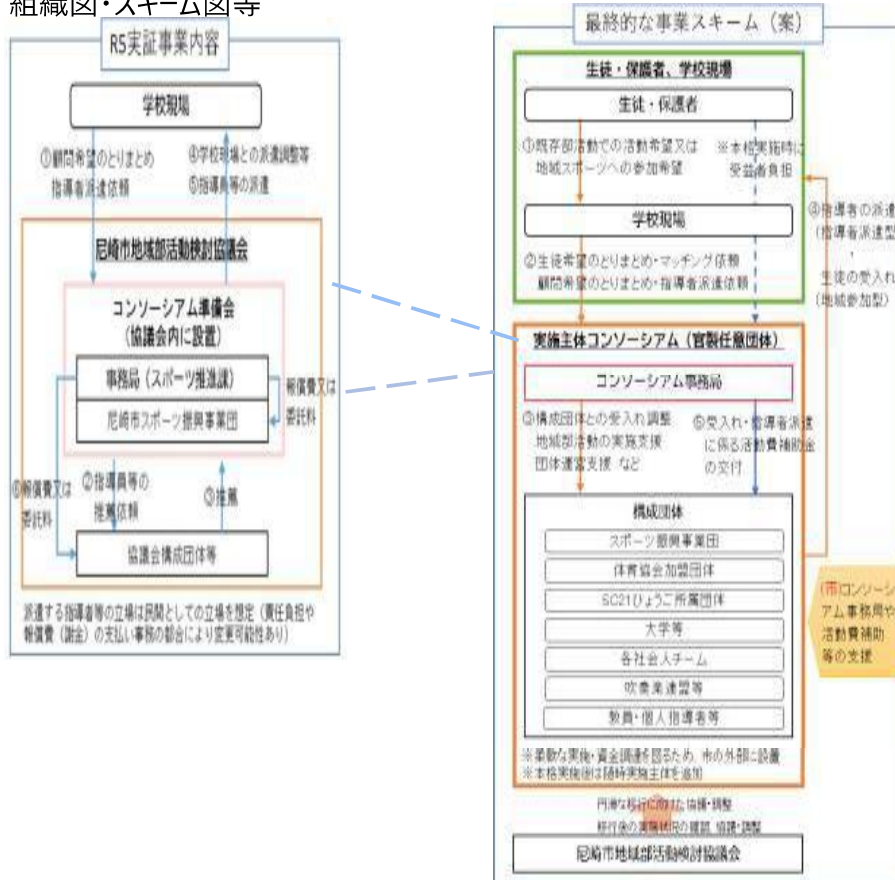 組織図・スキーム図等
R5実証事業内容
学校現場
①顧問希望のとりまとめ
指導者派遣依頼
④学校現場との派遣調整等
⑤指導員等の派遣
尼崎市地域部活動検討協議会
コンソーシアム準備会
(協議会内に設置)
事務局(スポーツ推進課)
尼崎市スポーツ振興事業団
報償費又は
委託料
⑥報償費又は
委託料
②指導員等の
推薦依頼
③推薦
協議会構成団体等
派遣する指導者等の立場は民間としての立場を想定(責任負担や
報償費(謝金)の支払い事務の都合により変更可能性あり)
最終的な事業スキーム(案)
生徒・保護者、学校現場
生徒・保護者
①既存部活動での活動希望又は
地域スポーツへの参加希望
※本格実施時は
受益者負担
学校現場
②生徒希望のとりまとめ・マッチング依頼
顧問希望のとりまとめ・指導者派遣依頼
④指導者の派遣
(指導者派遣型)
・
生徒の受入れ
(地域参加型)
実施主体コンソーシアム(官製任意団体)
コンソーシアム事務局
③構成団体との受入れ調整
地域部活動の実施支援
団体運営支援 など
⑤受入れ・指導者派遣
に係る活動費補助金
の交付
構成団体
スポーツ振興事業団
体育協会加盟団体
SC21ひょうご所属団体
大学等
各社会人チーム
吹奏楽連盟等
教員・個人指導者等
(市)コンソーシ
アム事務局や
活動費補助
等の支援
※柔軟な実施・資金調達を図るため、市の外部に設置
※本格実施後は随時実施主体を追加
円滑な移行に向けた協議・調整
移行後の実施状況の確認、協議・調整
尼崎市地域部活動検討協議会